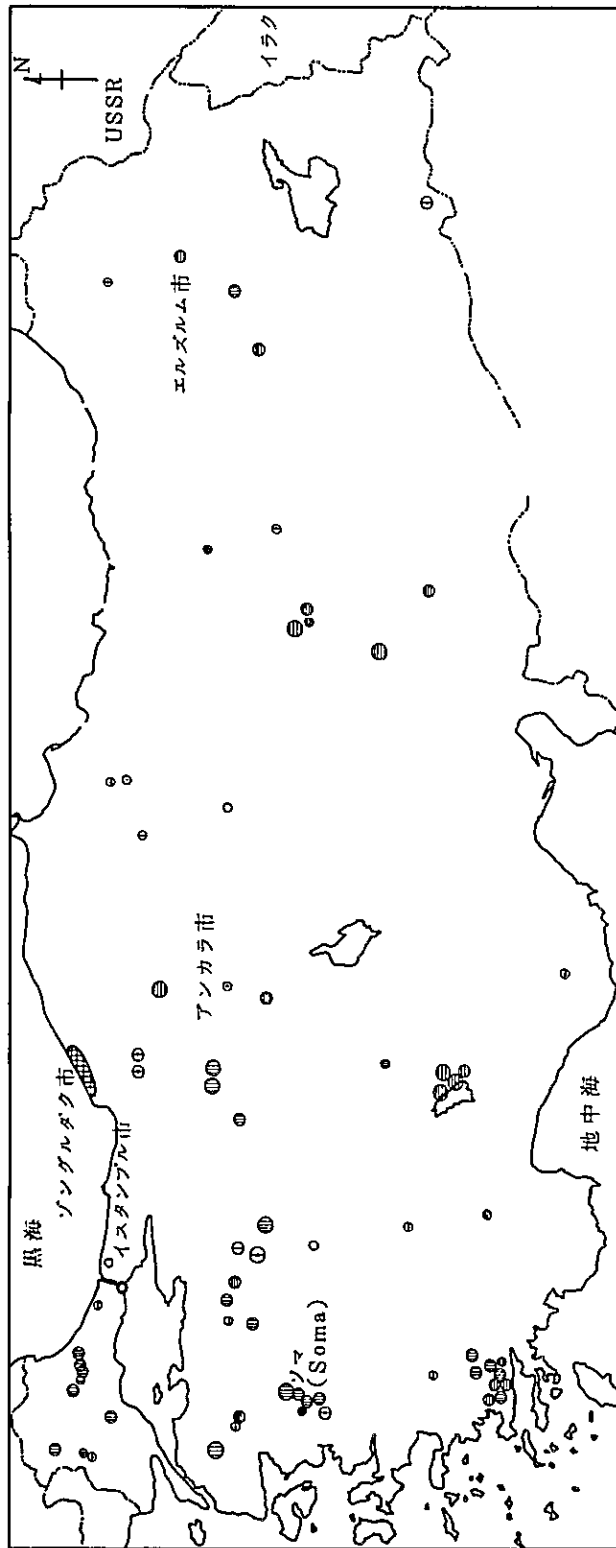 黒海
ゾングルダク市
イスタンブル市
アンカラ市
エルズルム市
ソマ
(Soma)
地中海
N
USSR
イラク